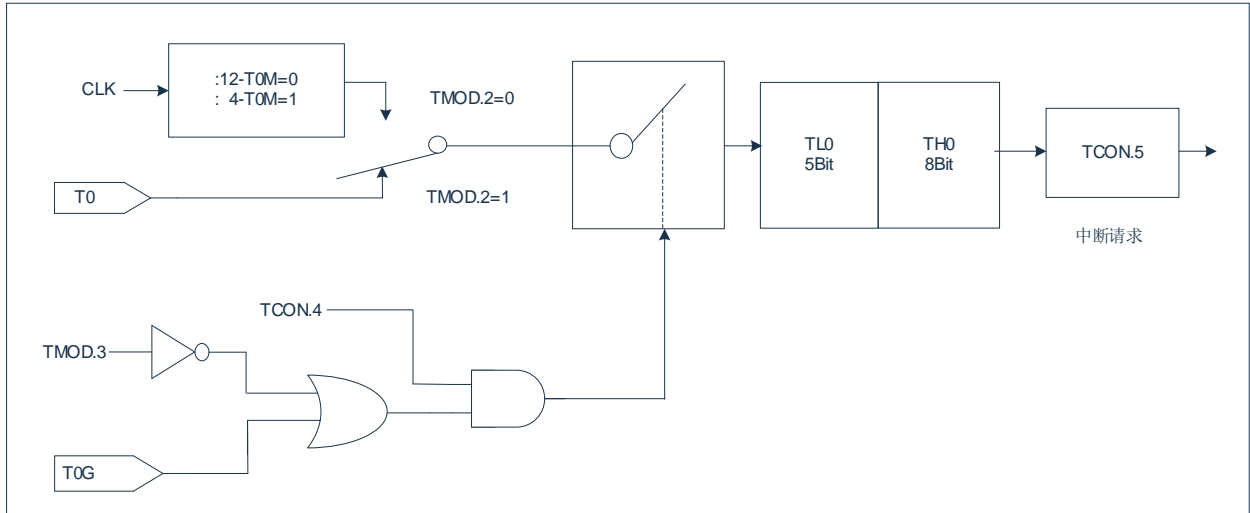 CLK
:12-T0M=0
: 4-T0M=1
TMOD.2=0
T0
TMOD.2=1
TL0
5Bit
TH0
8Bit
TCON.5
中断请求
TCON.4
TMOD.3
T0G